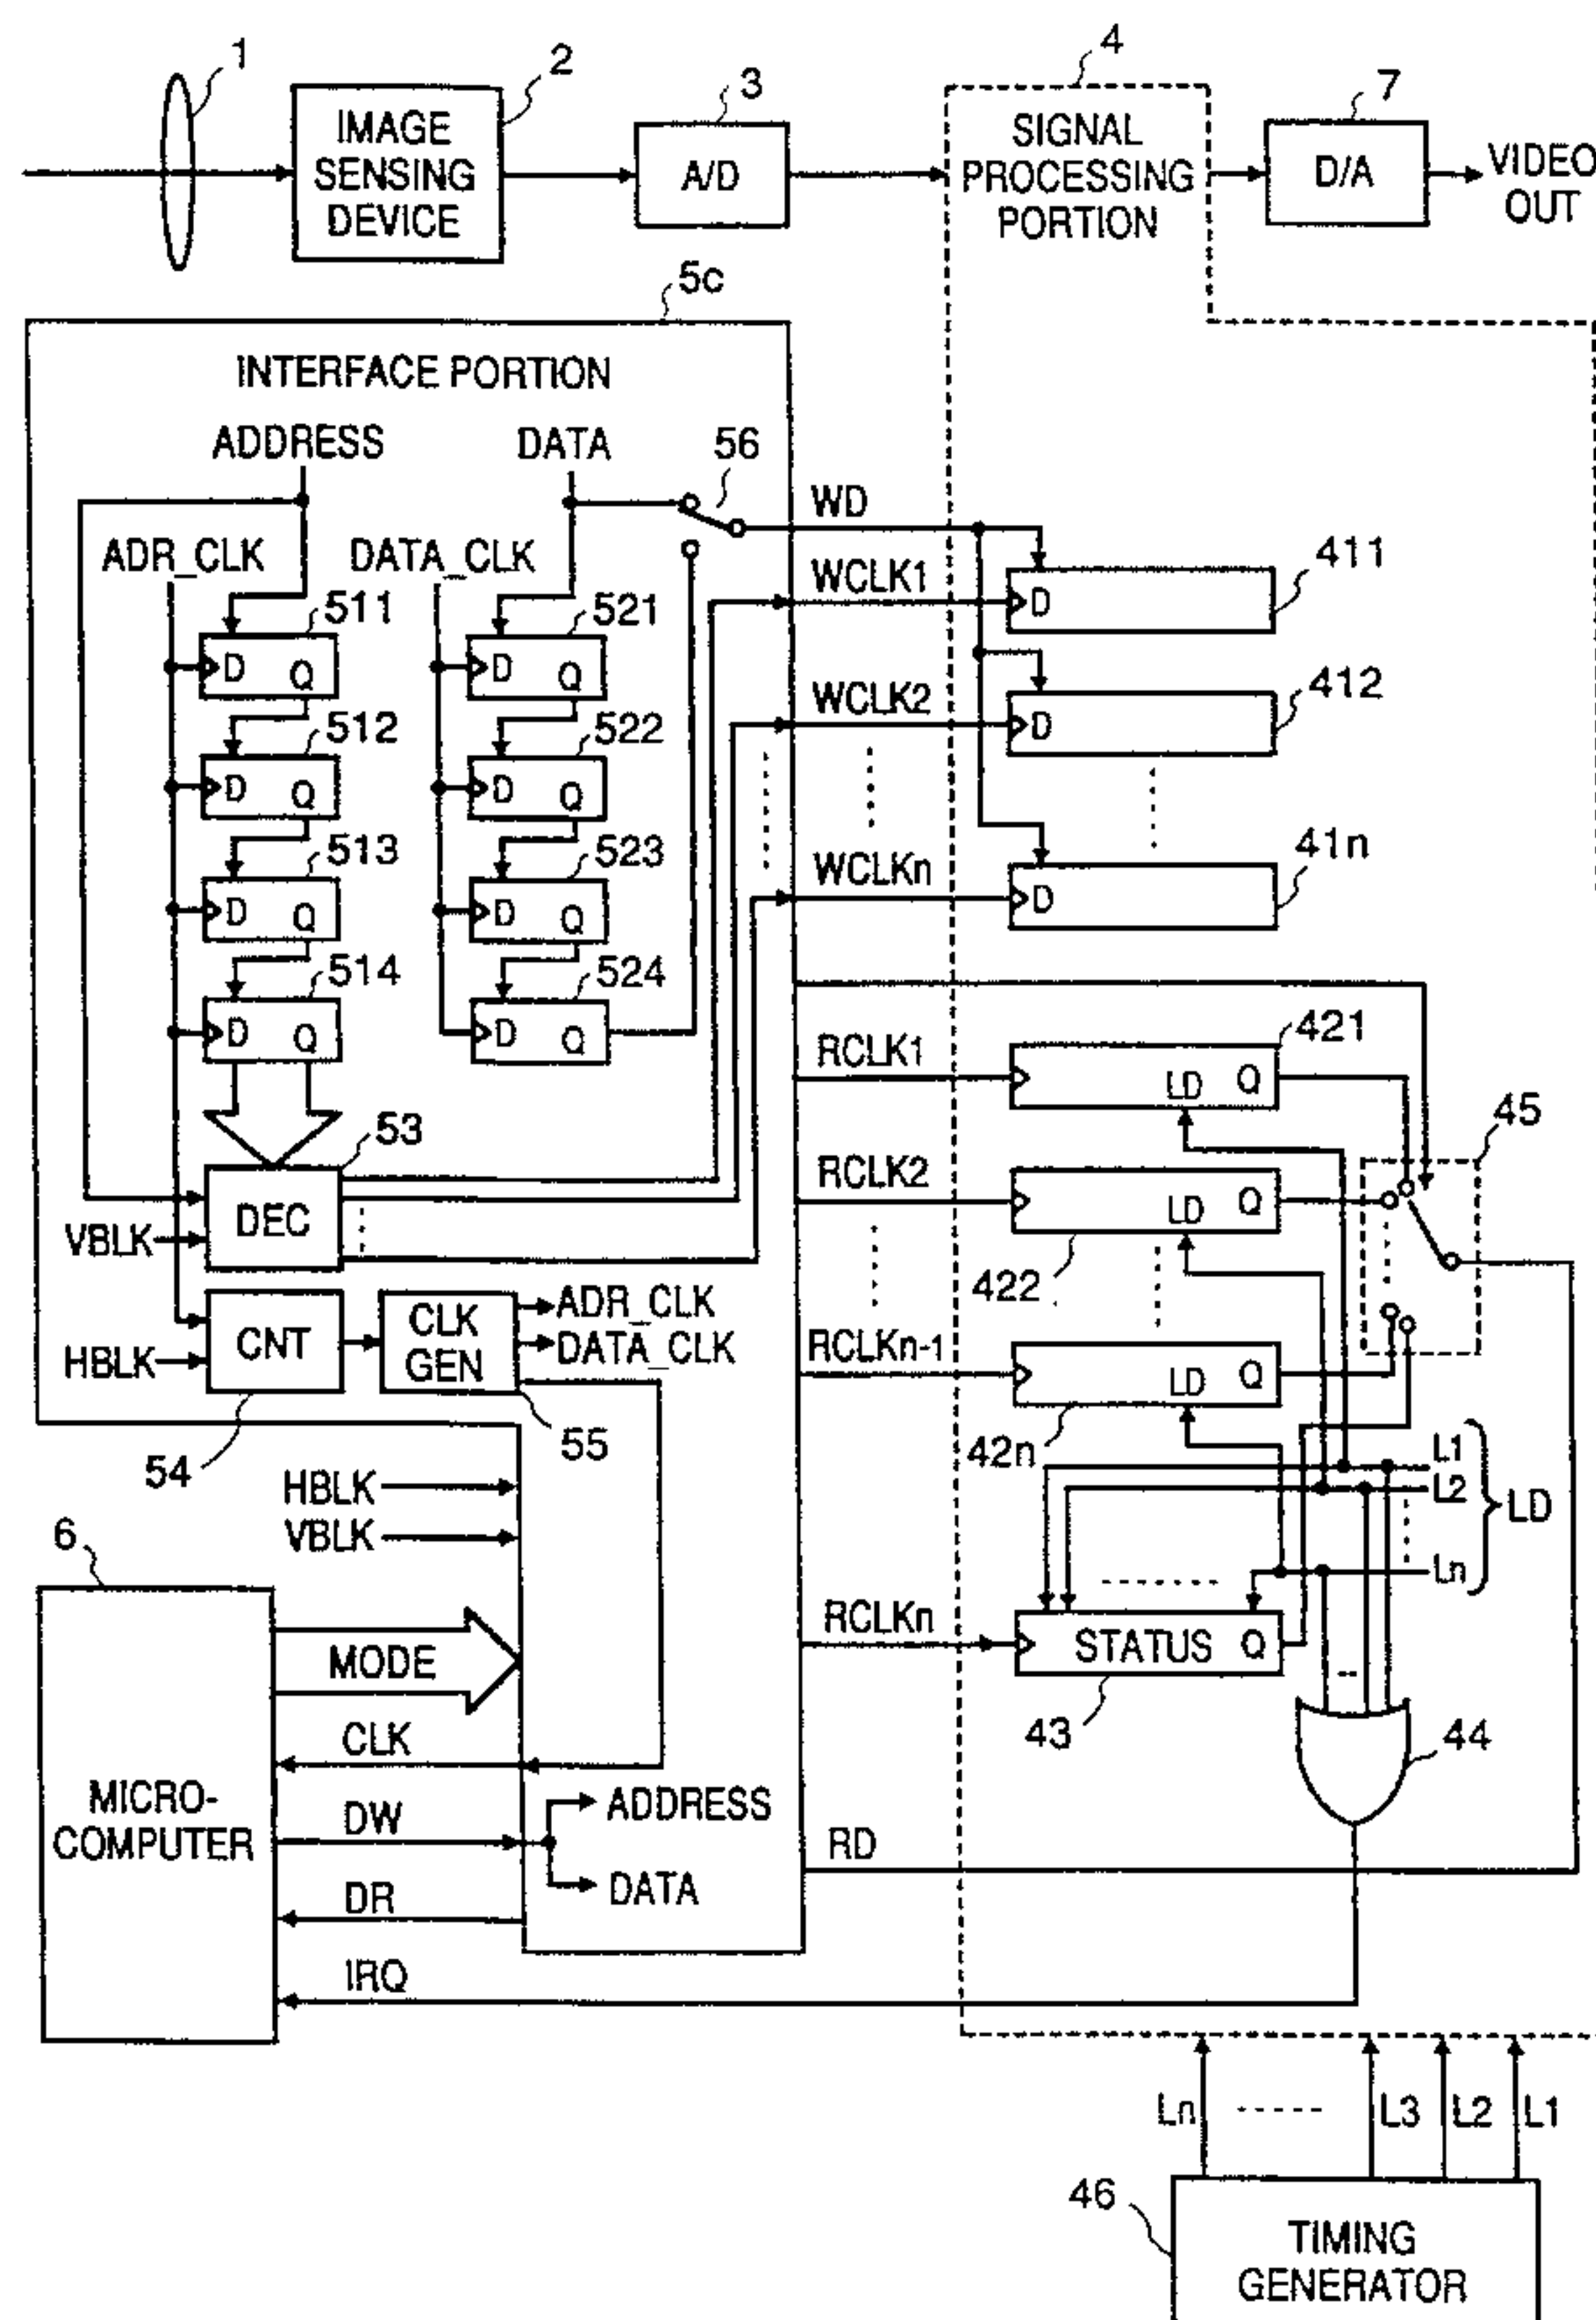 1
2
3
4
7
IMAGE
SENSING
DEVICE
A/D
SIGNAL
PROCESSING
PORTION
D/A
VIDEO
OUT
5c
INTERFACE PORTION
ADDRESS
DATA
56
WD
ADR_CLK
DATA_CLK
WCLK1
D
411
511
D Q
521
D Q
WCLK2
D
412
512
D Q
522
D Q
WCLKn
D
41n
513
D Q
523
D Q
514
D Q
524
D Q
RCLK1
LD Q
421
53
DEC
VBLK
RCLK2
LD Q
422
45
CNT
HBLK
54
CLK
GEN
55
ADR_CLK
DATA_CLK
RCLKn-1
LD Q
42n
L1
L2
Ln
LD
HBLK
VBLK
6
MICRO-
COMPUTER
MODE
CLK
DW
DR
IRQ
ADDRESS
DATA
RCLKn
STATUS Q
43
44
RD
Ln
L3
L2
L1
46
TIMING
GENERATOR